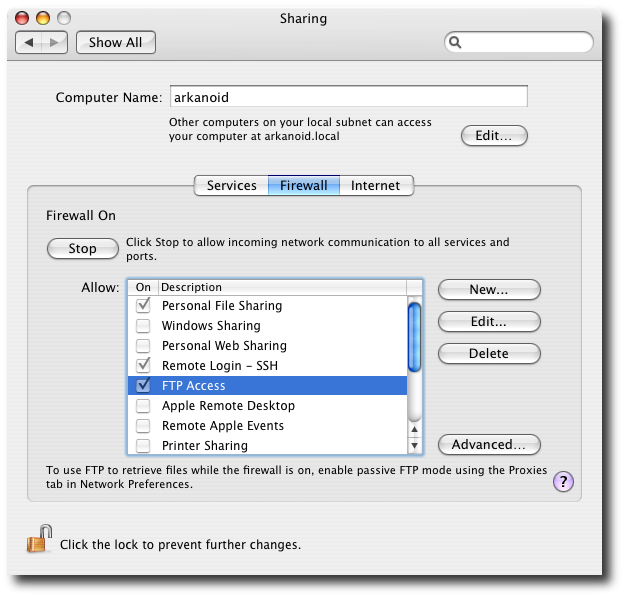 Sharing
Show All
Computer Name: arkanoid
Other computers on your local subnet can access
your computer at arkanoid.local
Edit...
Services Firewall Internet
Firewall On
Stop
Click Stop to allow incoming network communication to all services and
ports.
Allow:
On Description
Personal File Sharing
Windows Sharing
Personal Web Sharing
Remote Login – SSH
FTP Access
Apple Remote Desktop
Remote Apple Events
Printer Sharing
New...
Edit...
Delete
Advanced...
To use FTP to retrieve files while the firewall is on, enable passive FTP mode using the Proxies
tab in Network Preferences.
?
Click the lock to prevent further changes.